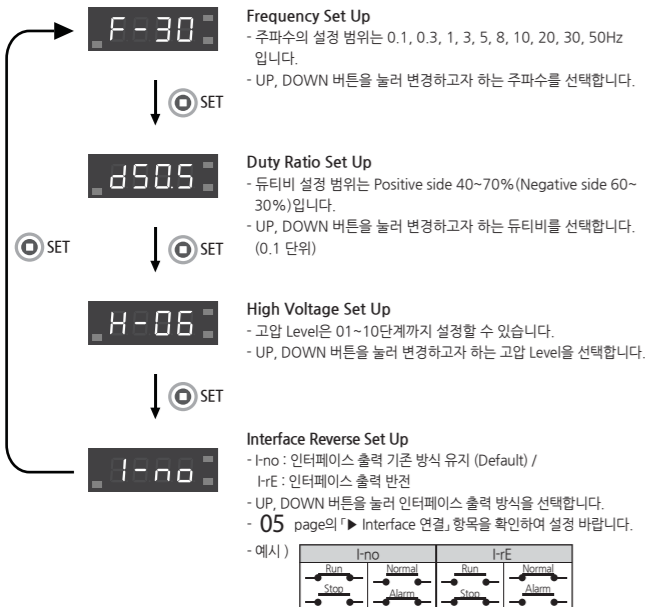 F-30
Frequency Set Up
- 주파수의 설정 범위는 0.1, 0.3, 1, 3, 5, 8, 10, 20, 30, 50Hz
입니다.
- UP, DOWN 버튼을 눌러 변경하고자 하는 주파수를 선택합니다.
SET
d50.5
Duty Ratio Set Up
- 듀티비 설정 범위는 Positive side 40~70%(Negative side 60~
30%)입니다.
- UP, DOWN 버튼을 눌러 변경하고자 하는 듀티비를 선택합니다.
(0.1 단위)
SET
SET
H-06
High Voltage Set Up
- 고압 Level은 01~10단계까지 설정할 수 있습니다.
- UP, DOWN 버튼을 눌러 변경하고자 하는 고압 Level을 선택합니다.
SET
I-no
Interface Reverse Set Up
- I-no : 인터페이스 출력 기존 방식 유지 (Default) /
I-rE : 인터페이스 출력 반전
- UP, DOWN 버튼을 눌러 인터페이스 출력 방식을 선택합니다.
- 05 page의 「▶ Interface 연결」 항목을 확인하여 설정 바랍니다.
- 예시 )
I-no I-rE
Run Normal Run Normal
Stop Alarm Stop Alarm